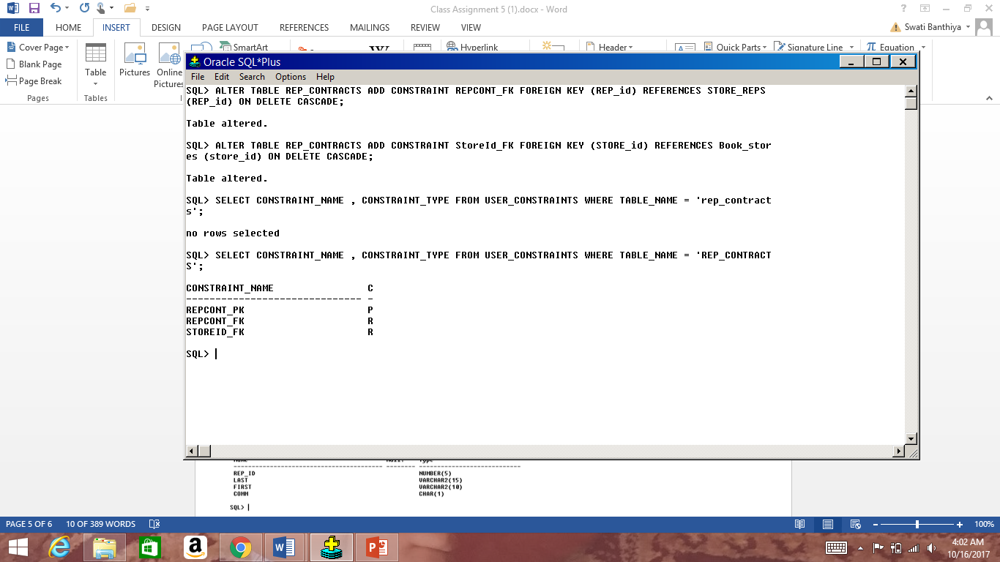 Class Assignment 5 (1).docx - Word
FILE HOME INSERT DESIGN PAGE LAYOUT REFERENCES MAILINGS REVIEW VIEW
Swati Banthiya
Cover Page
Blank Page
Page Break
Pages
Table
Tables
Pictures
Online
Pictures
SmartArt
Hyperlink
Header
Quick Parts
Signature Line
Equation
Oracle SQL*Plus
File Edit Search Options Help
SQL> ALTER TABLE REP_CONTRACTS ADD CONSTRAINT REPCONT_FK FOREIGN KEY (REP_id) REFERENCES STORE_REPS
(REP_id) ON DELETE CASCADE;
Table altered.
SQL> ALTER TABLE REP_CONTRACTS ADD CONSTRAINT StoreId_FK FOREIGN KEY (STORE_id) REFERENCES Book_stor
es (store_id) ON DELETE CASCADE;
Table altered.
SQL> SELECT CONSTRAINT_NAME , CONSTRAINT_TYPE FROM USER_CONSTRAINTS WHERE TABLE_NAME = 'rep_contract
s';
no rows selected
SQL> SELECT CONSTRAINT_NAME , CONSTRAINT_TYPE FROM USER_CONSTRAINTS WHERE TABLE_NAME = 'REP_CONTRACT
S';
CONSTRAINT_NAME C
------------------------------ -
REPCONT_PK P
REPCONT_FK R
STOREID_FK R
SQL>
REP_ID NUMBER(5)
LAST VARCHAR2(15)
FIRST VARCHAR2(10)
COMM CHAR(1)
SQL>
PAGE 5 OF 6 10 OF 389 WORDS 100%
4:02 AM
10/16/2017